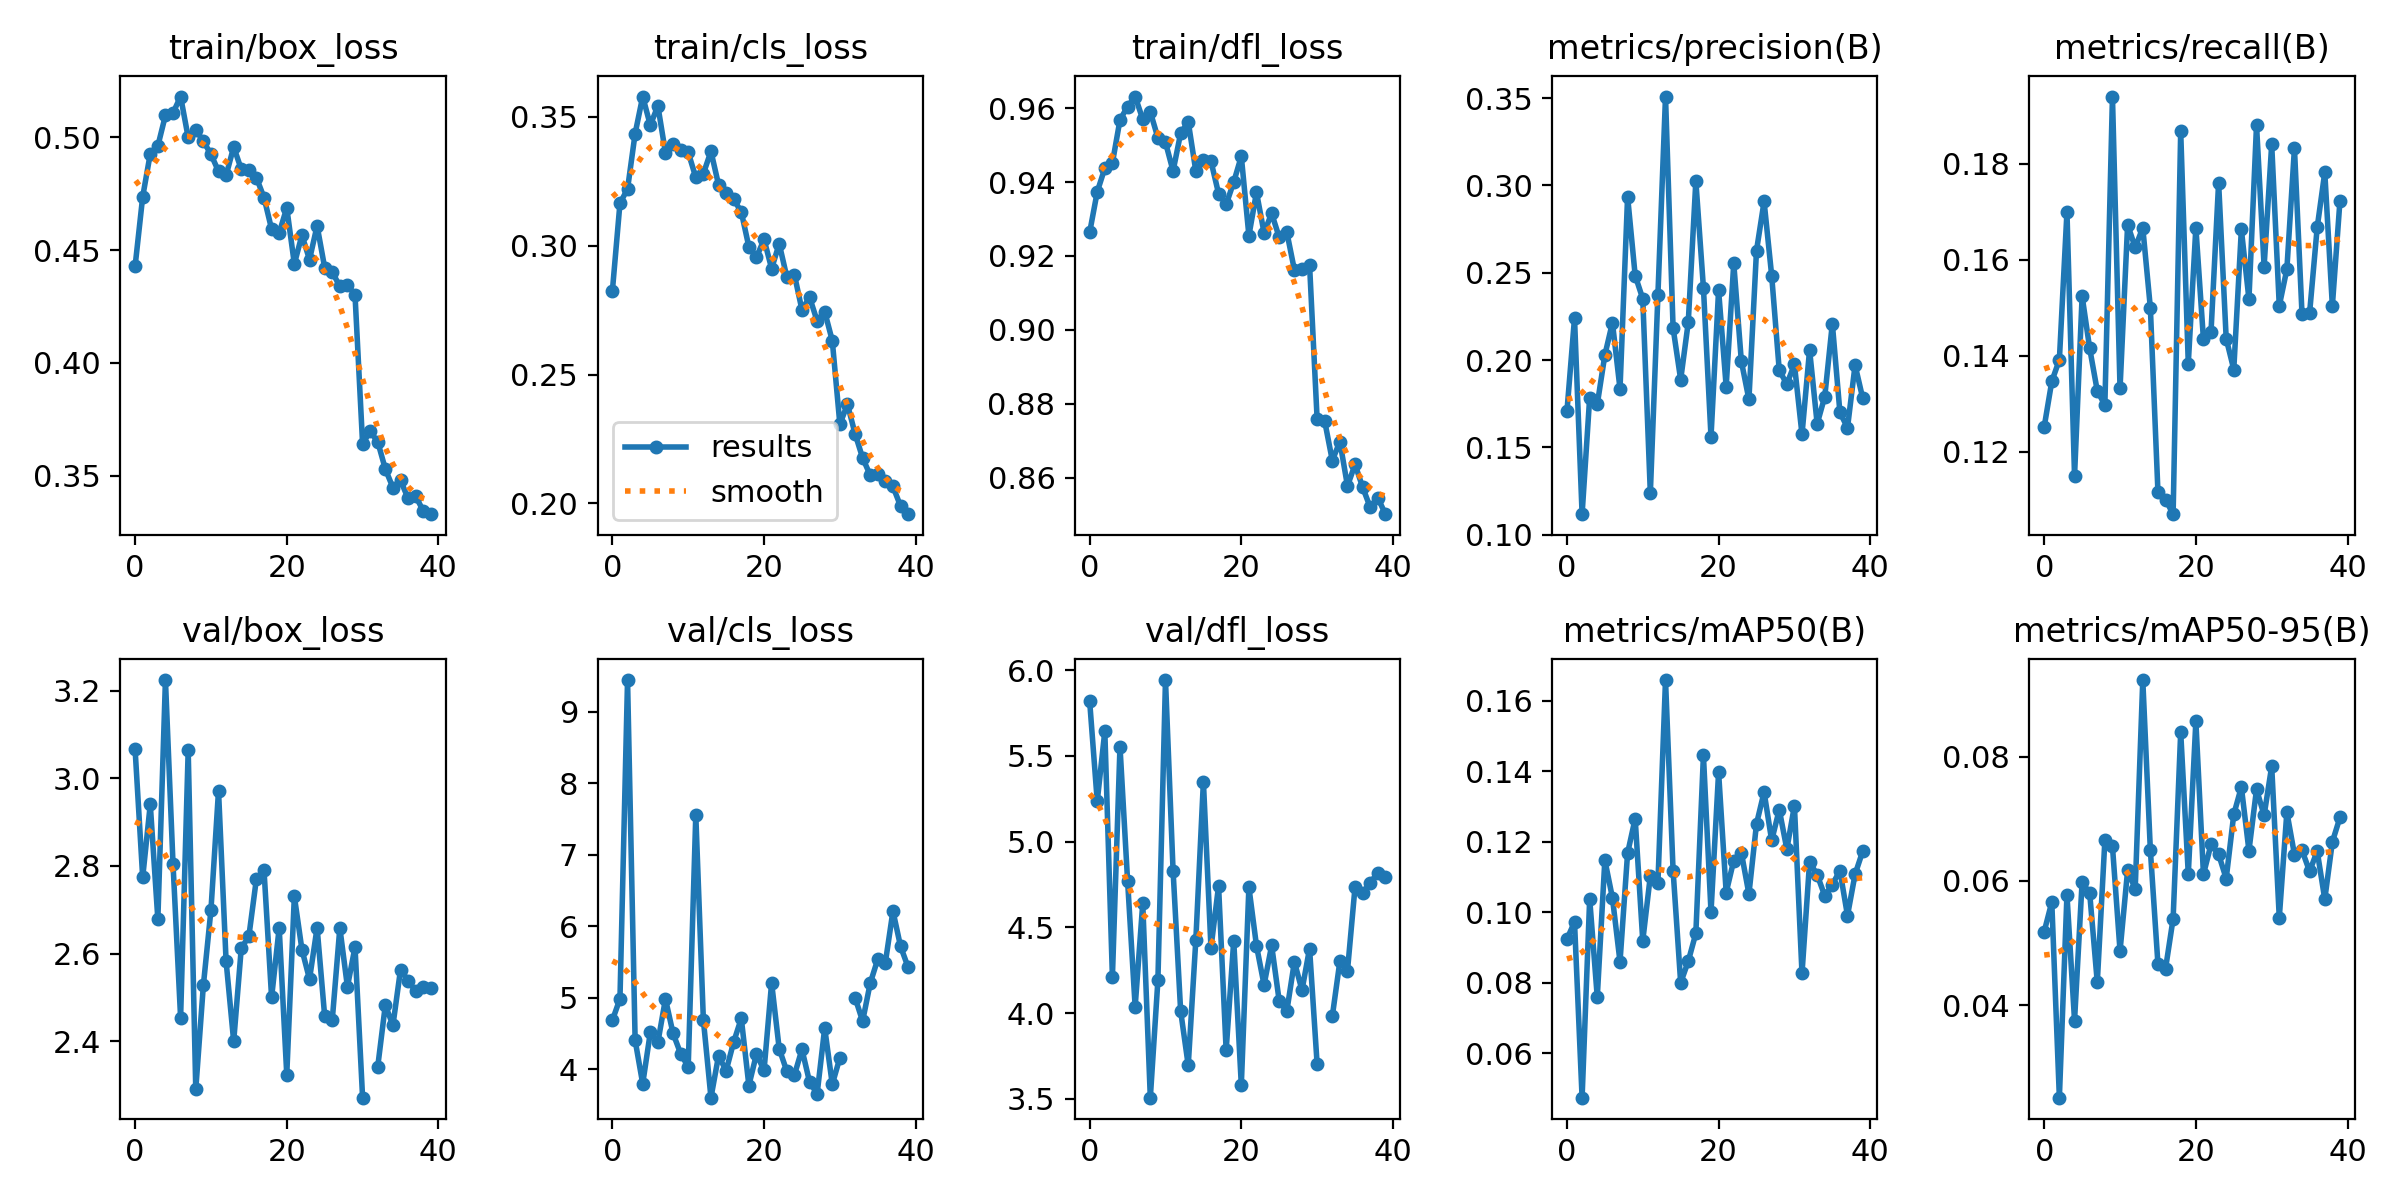 train/box_loss
train/cls_loss
train/dfl_loss
metrics/precision(B)
metrics/recall(B)
0.50
0.45
0.40
0.35
0 20 40
0.35
0.30
0.25
0.20
results
smooth
0 20 40
0.96
0.94
0.92
0.90
0.88
0.86
0 20 40
0.35
0.30
0.25
0.20
0.15
0.10
0 20 40
0.18
0.16
0.14
0.12
0 20 40
val/box_loss
val/cls_loss
val/dfl_loss
metrics/mAP50(B)
metrics/mAP50-95(B)
3.2
3.0
2.8
2.6
2.4
0 20 40
9
8
7
6
5
4
0 20 40
6.0
5.5
5.0
4.5
4.0
3.5
0 20 40
0.16
0.14
0.12
0.10
0.08
0.06
0 20 40
0.08
0.06
0.04
0 20 40